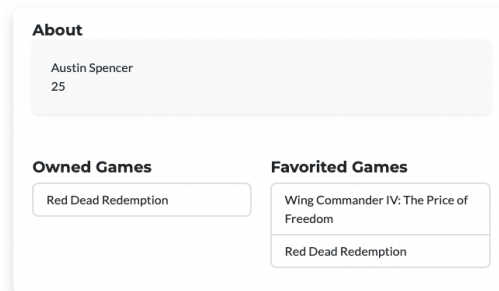 About
Austin Spencer
25
Owned Games
Red Dead Redemption
Favorited Games
Wing Commander IV: The Price of
Freedom
Red Dead Redemption